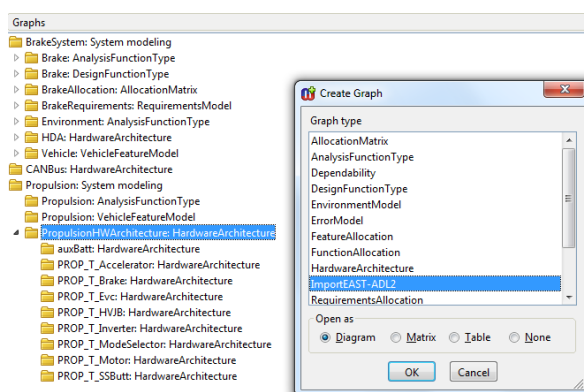 Graphs
BrakeSystem: System modeling
Brake: AnalysisFunctionType
Brake: DesignFunctionType
BrakeAllocation: AllocationMatrix
BrakeRequirements: RequirementsModel
Environment: AnalysisFunctionType
HDA: HardwareArchitecture
Vehicle: VehicleFeatureModel
CANBus: HardwareArchitecture
Propulsion: System modeling
Propulsion: AnalysisFunctionType
Propulsion: VehicleFeatureModel
PropulsionHWArchitecture: HardwareArchitecture
auxBatt: HardwareArchitecture
PROP_T_Accelerator: HardwareArchitecture
PROP_T_Brake: HardwareArchitecture
PROP_T_Evc: HardwareArchitecture
PROP_T_HVJB: HardwareArchitecture
PROP_T_Inverter: HardwareArchitecture
PROP_T_ModeSelector: HardwareArchitecture
PROP_T_Motor: HardwareArchitecture
PROP_T_SSButt: HardwareArchitecture
Create Graph
Graph type
AllocationMatrix
AnalysisFunctionType
Dependability
DesignFunctionType
EnvironmentModel
ErrorModel
FeatureAllocation
FunctionAllocation
HardwareArchitecture
ImportEAST-ADL2
RequirementsAllocation
Open as
Diagram Matrix Table None
OK Cancel